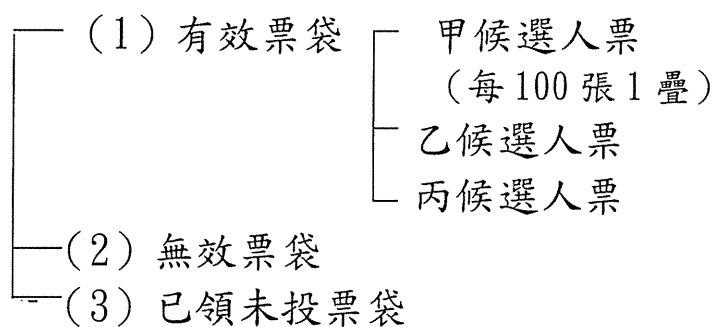 (1)有效票袋
甲候選人票
(每100張1疊)
乙候選人票
丙候選人票
(2)無效票袋
(3)已領未投票袋